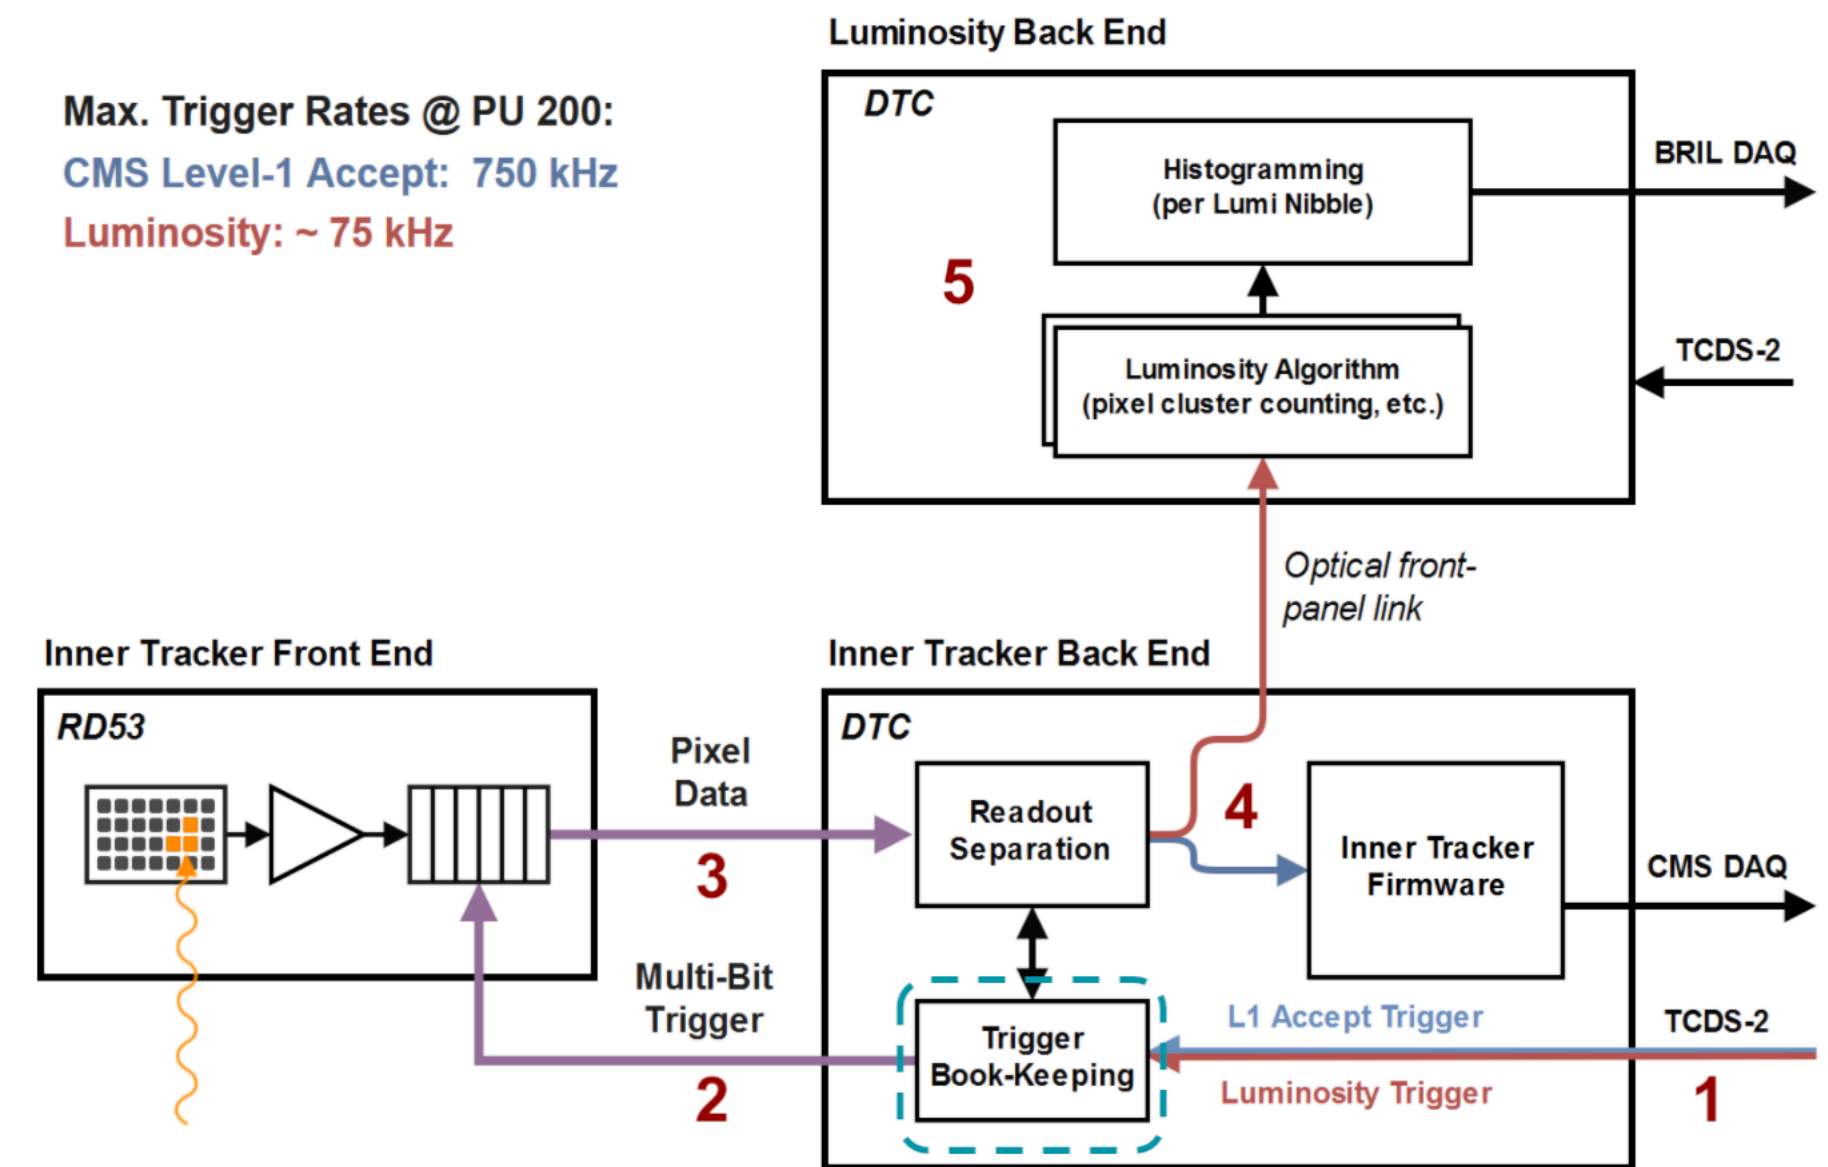 Luminosity Back End
Max. Trigger Rates @ PU 200:
CMS Level-1 Accept: 750 kHz
Luminosity: ~ 75 kHz
DTC
Histogramming
(per Lumi Nibble)
BRIL DAQ
5
Luminosity Algorithm
(pixel cluster counting, etc.)
TCDS-2
Optical front-
panel link
Inner Tracker Front End
RD53
Pixel
Data
3
Multi-Bit
Trigger
2
Inner Tracker Back End
DTC
Readout
Separation
4
Inner Tracker
Firmware
CMS DAQ
Trigger
Book-Keeping
L1 Accept Trigger
Luminosity Trigger
TCDS-2
1